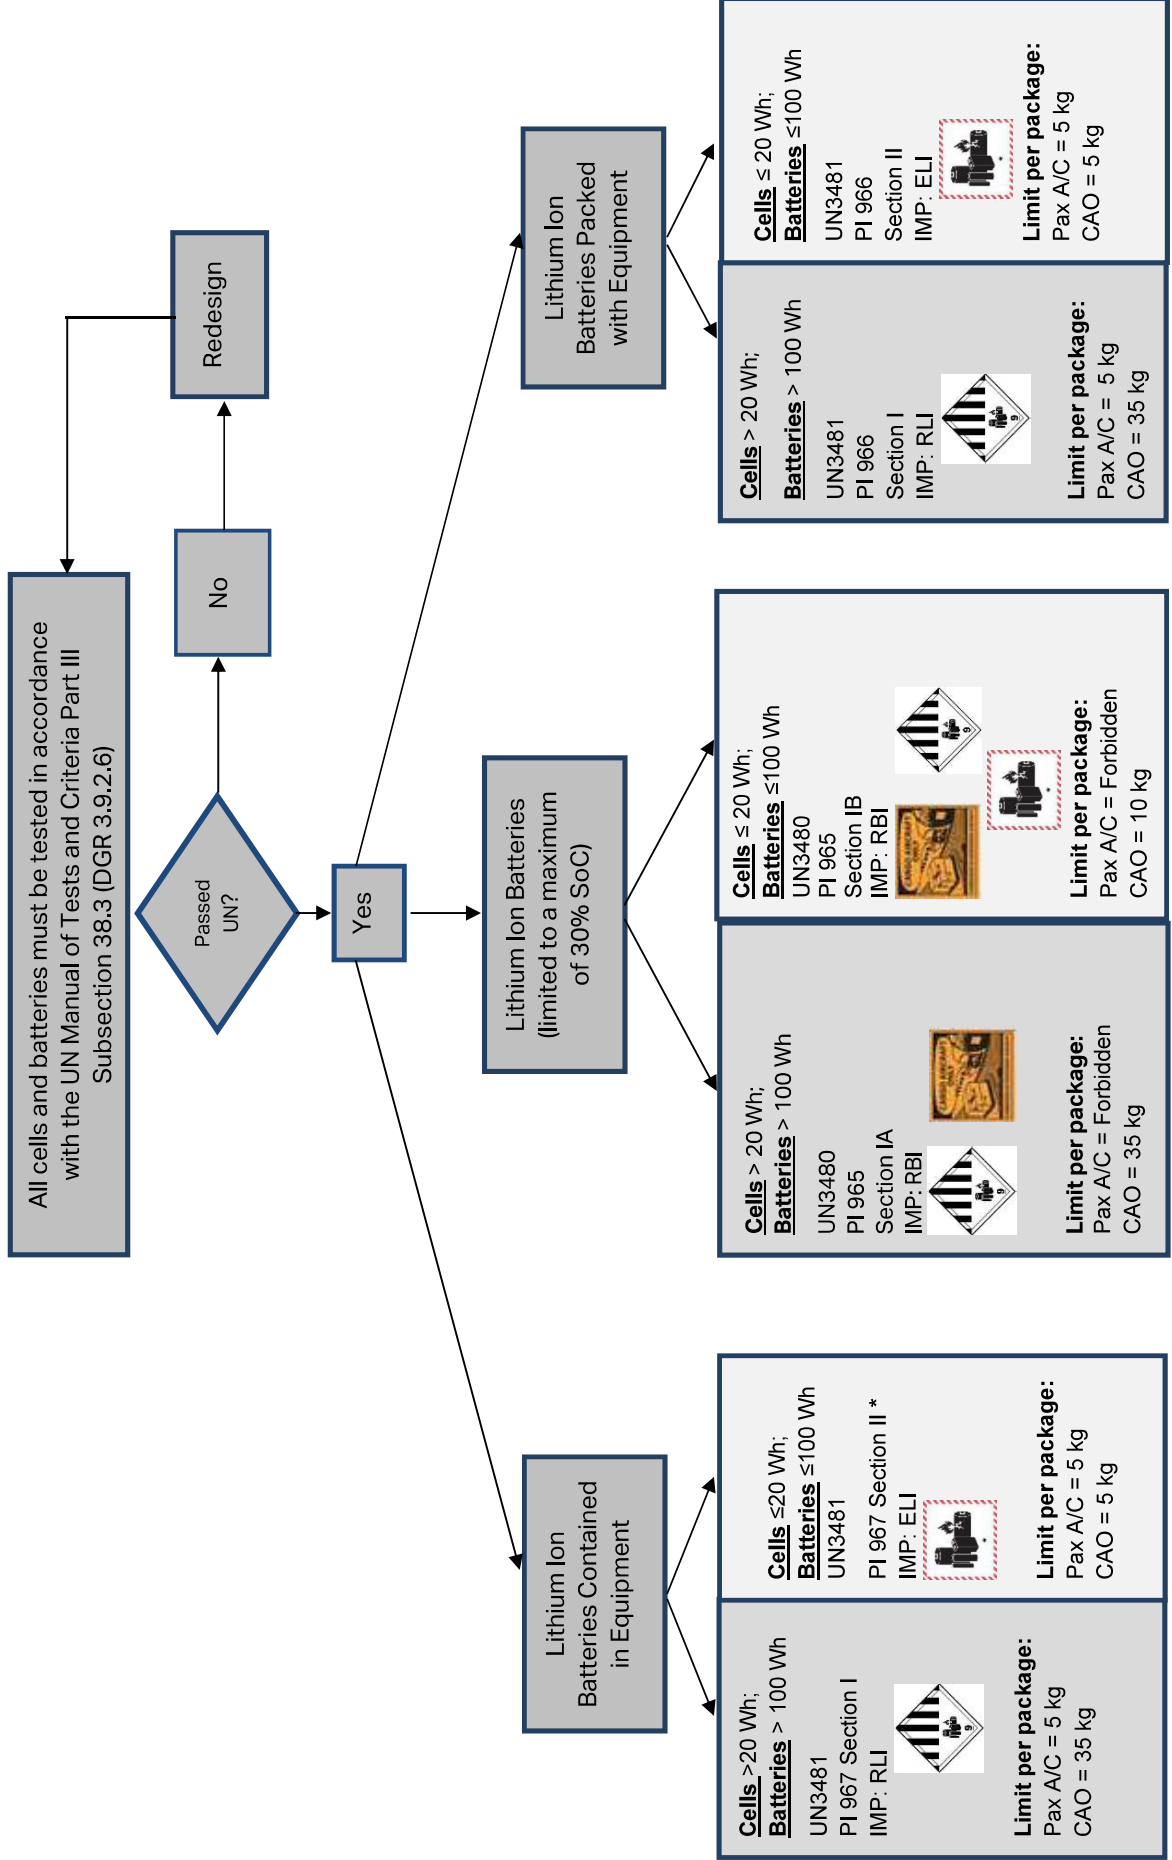 All cells and batteries must be tested in accordance
with the UN Manual of Tests and Criteria Part III
Subsection 38.3 (DGR 3.9.2.6)
Passed
UN?
No
Redesign
Yes
Lithium Ion
Batteries Contained
in Equipment
Lithium Ion Batteries
(limited to a maximum
of 30% SoC)
Lithium Ion
Batteries Packed
with Equipment
Cells >20 Wh;
Batteries > 100 Wh
UN3481
PI 967 Section I
IMP: RLI
9
Limit per package:
Pax A/C = 5 kg
CAO = 35 kg
Cells ≤20 Wh;
Batteries ≤100 Wh
UN3481
PI 967 Section II *
IMP: ELI
*
Limit per package:
Pax A/C = 5 kg
CAO = 5 kg
Cells > 20 Wh;
Batteries > 100 Wh
UN3480
PI 965
Section IA
IMP: RBI
9
Limit per package:
Pax A/C = Forbidden
CAO = 35 kg
Cells ≤ 20 Wh;
Batteries ≤100 Wh
UN3480
PI 965
Section IB
IMP: RBI
9
*
Limit per package:
Pax A/C = Forbidden
CAO = 10 kg
Cells > 20 Wh;
Batteries > 100 Wh
UN3481
PI 966
Section I
IMP: RLI
9
Limit per package:
Pax A/C =  5 kg
CAO = 35 kg
Cells ≤ 20 Wh;
Batteries ≤100 Wh
UN3481
PI 966
Section II
IMP: ELI
*
Limit per package:
Pax A/C = 5 kg
CAO = 5 kg